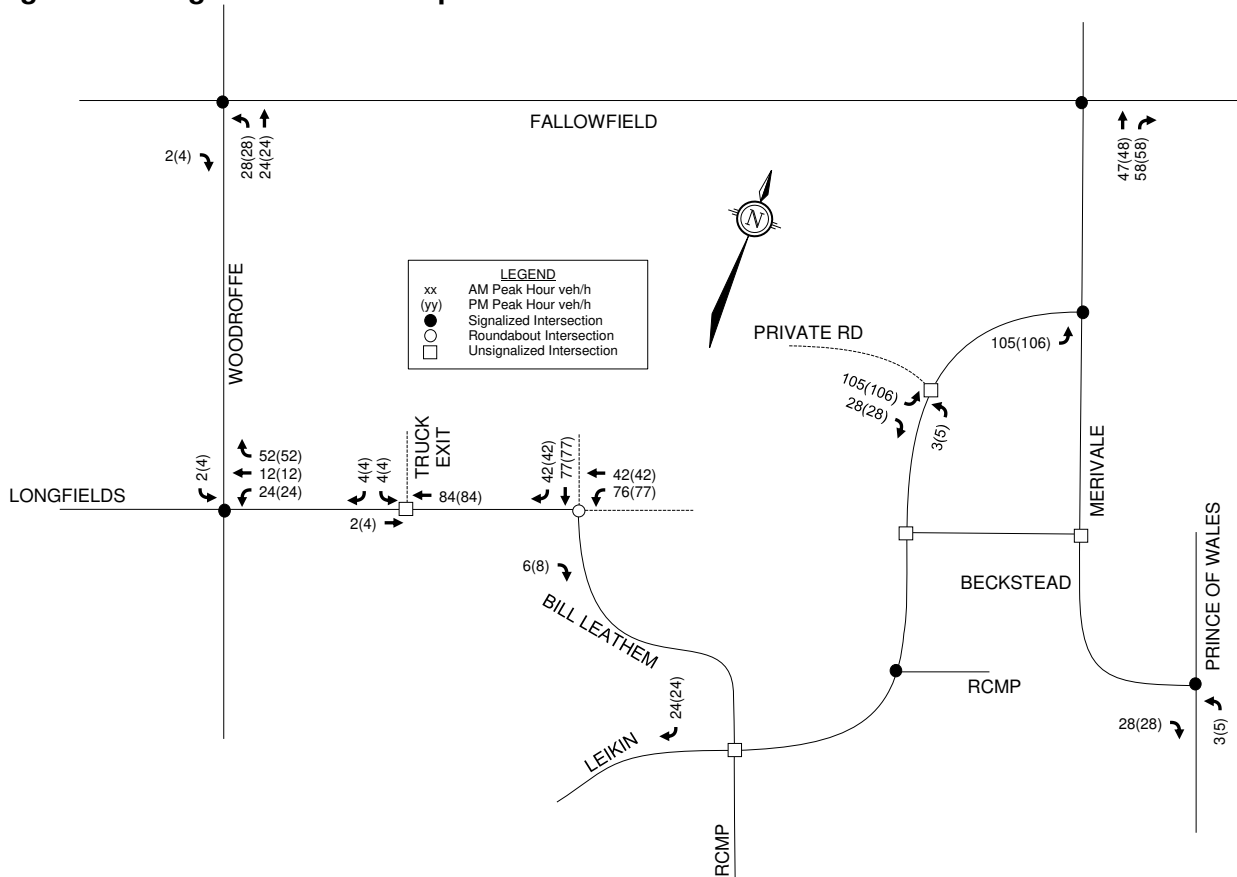 FALLOWFIELD
2(4)
28(28)
24(24)
47(48)
58(58)
N
WOODROFFE
LEGEND
xx AM Peak Hour veh/h
(yy) PM Peak Hour veh/h
Signalized Intersection
Roundabout Intersection
Unsignalized Intersection
PRIVATE RD
105(106)
105(106)
28(28)
3(5)
MERIVALE
TRUCK
EXIT
2(4)
52(52)
12(12)
24(24)
LONGFIELDS
4(4)
4(4)
84(84)
2(4)
42(42)
77(77)
42(42)
76(77)
6(8)
BILL LEATHEM
BECKSTEAD
PRINCE OF WALES
RCMP
24(24)
28(28)
3(5)
LEIKIN
RCMP